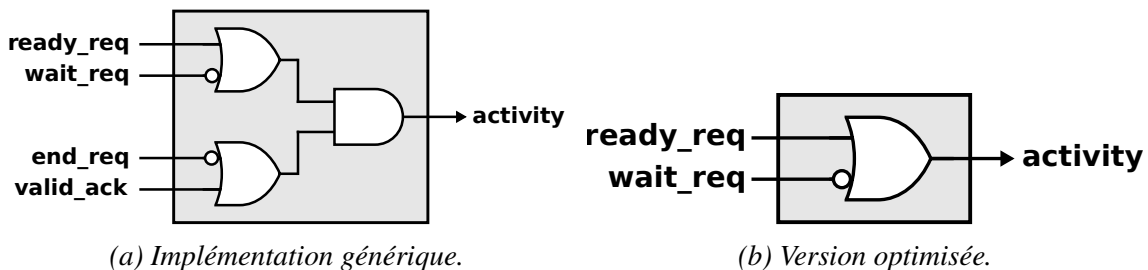 ready_req
wait_req
end_req
valid_ack
activity
(a) Implémentation générique.
ready_req
wait_req
activity
(b) Version optimisée.